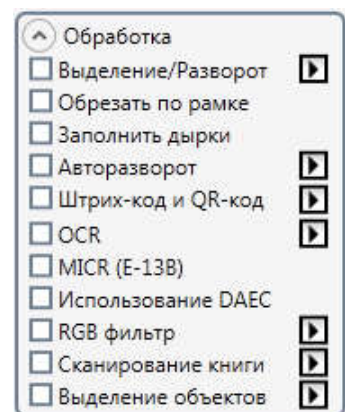 Обработка
Выделение/Разворот
Обрезать по рамке
Заполнить дырки
Авторазворот
Штрих-код и QR-код
OCR
MICR (E-13B)
Использование DAEC
RGB фильтр
Сканирование книги
Выделение объектов